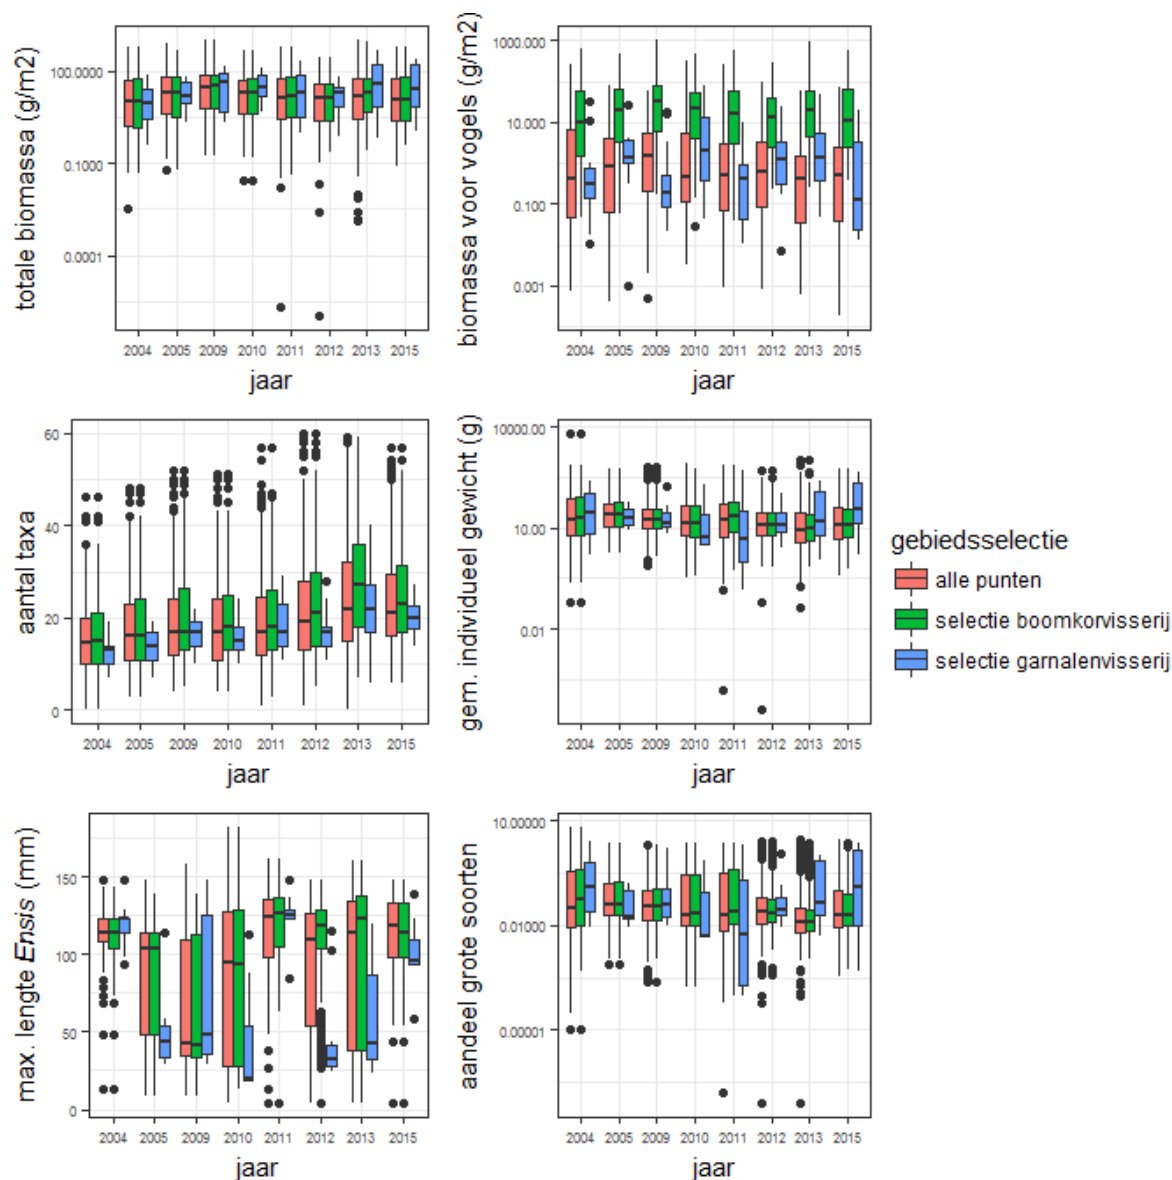 totale biomassa (g/m2)
100.0000
0.1000
0.0001
2004 2005 2009 2010 2011 2012 2013 2015
jaar
biomassa voor vogels (g/m2)
1000.000
10.000
0.100
0.001
2004 2005 2009 2010 2011 2012 2013 2015
jaar
aantal taxa
60
40
20
0
2004 2005 2009 2010 2011 2012 2013 2015
jaar
gem. individueel gewicht (g)
10000.00
10.00
0.01
2004 2005 2009 2010 2011 2012 2013 2015
jaar
gebiedsselectie
alle punten
selectie boomkorvisserij
selectie garnalenvisserij
max. lengte Ensis (mm)
150
100
50
0
2004 2005 2009 2010 2011 2012 2013 2015
jaar
aandeel grote soorten
10.00000
0.01000
0.00001
2004 2005 2009 2010 2011 2012 2013 2015
jaar